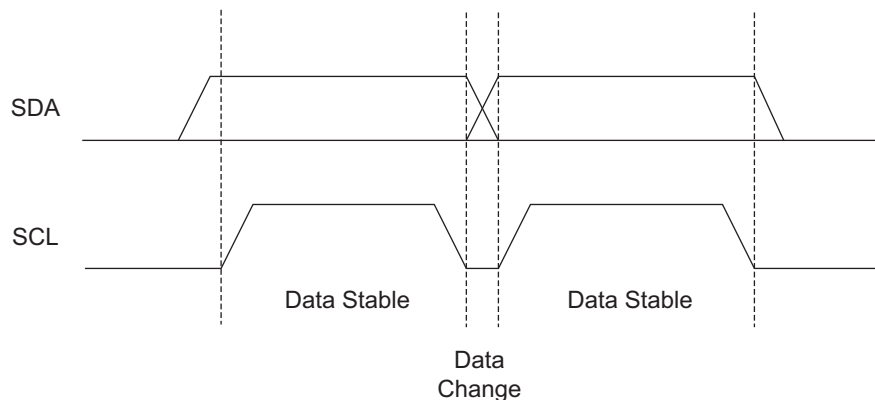 SDA
SCL
Data Stable
Data Stable
Data
Change